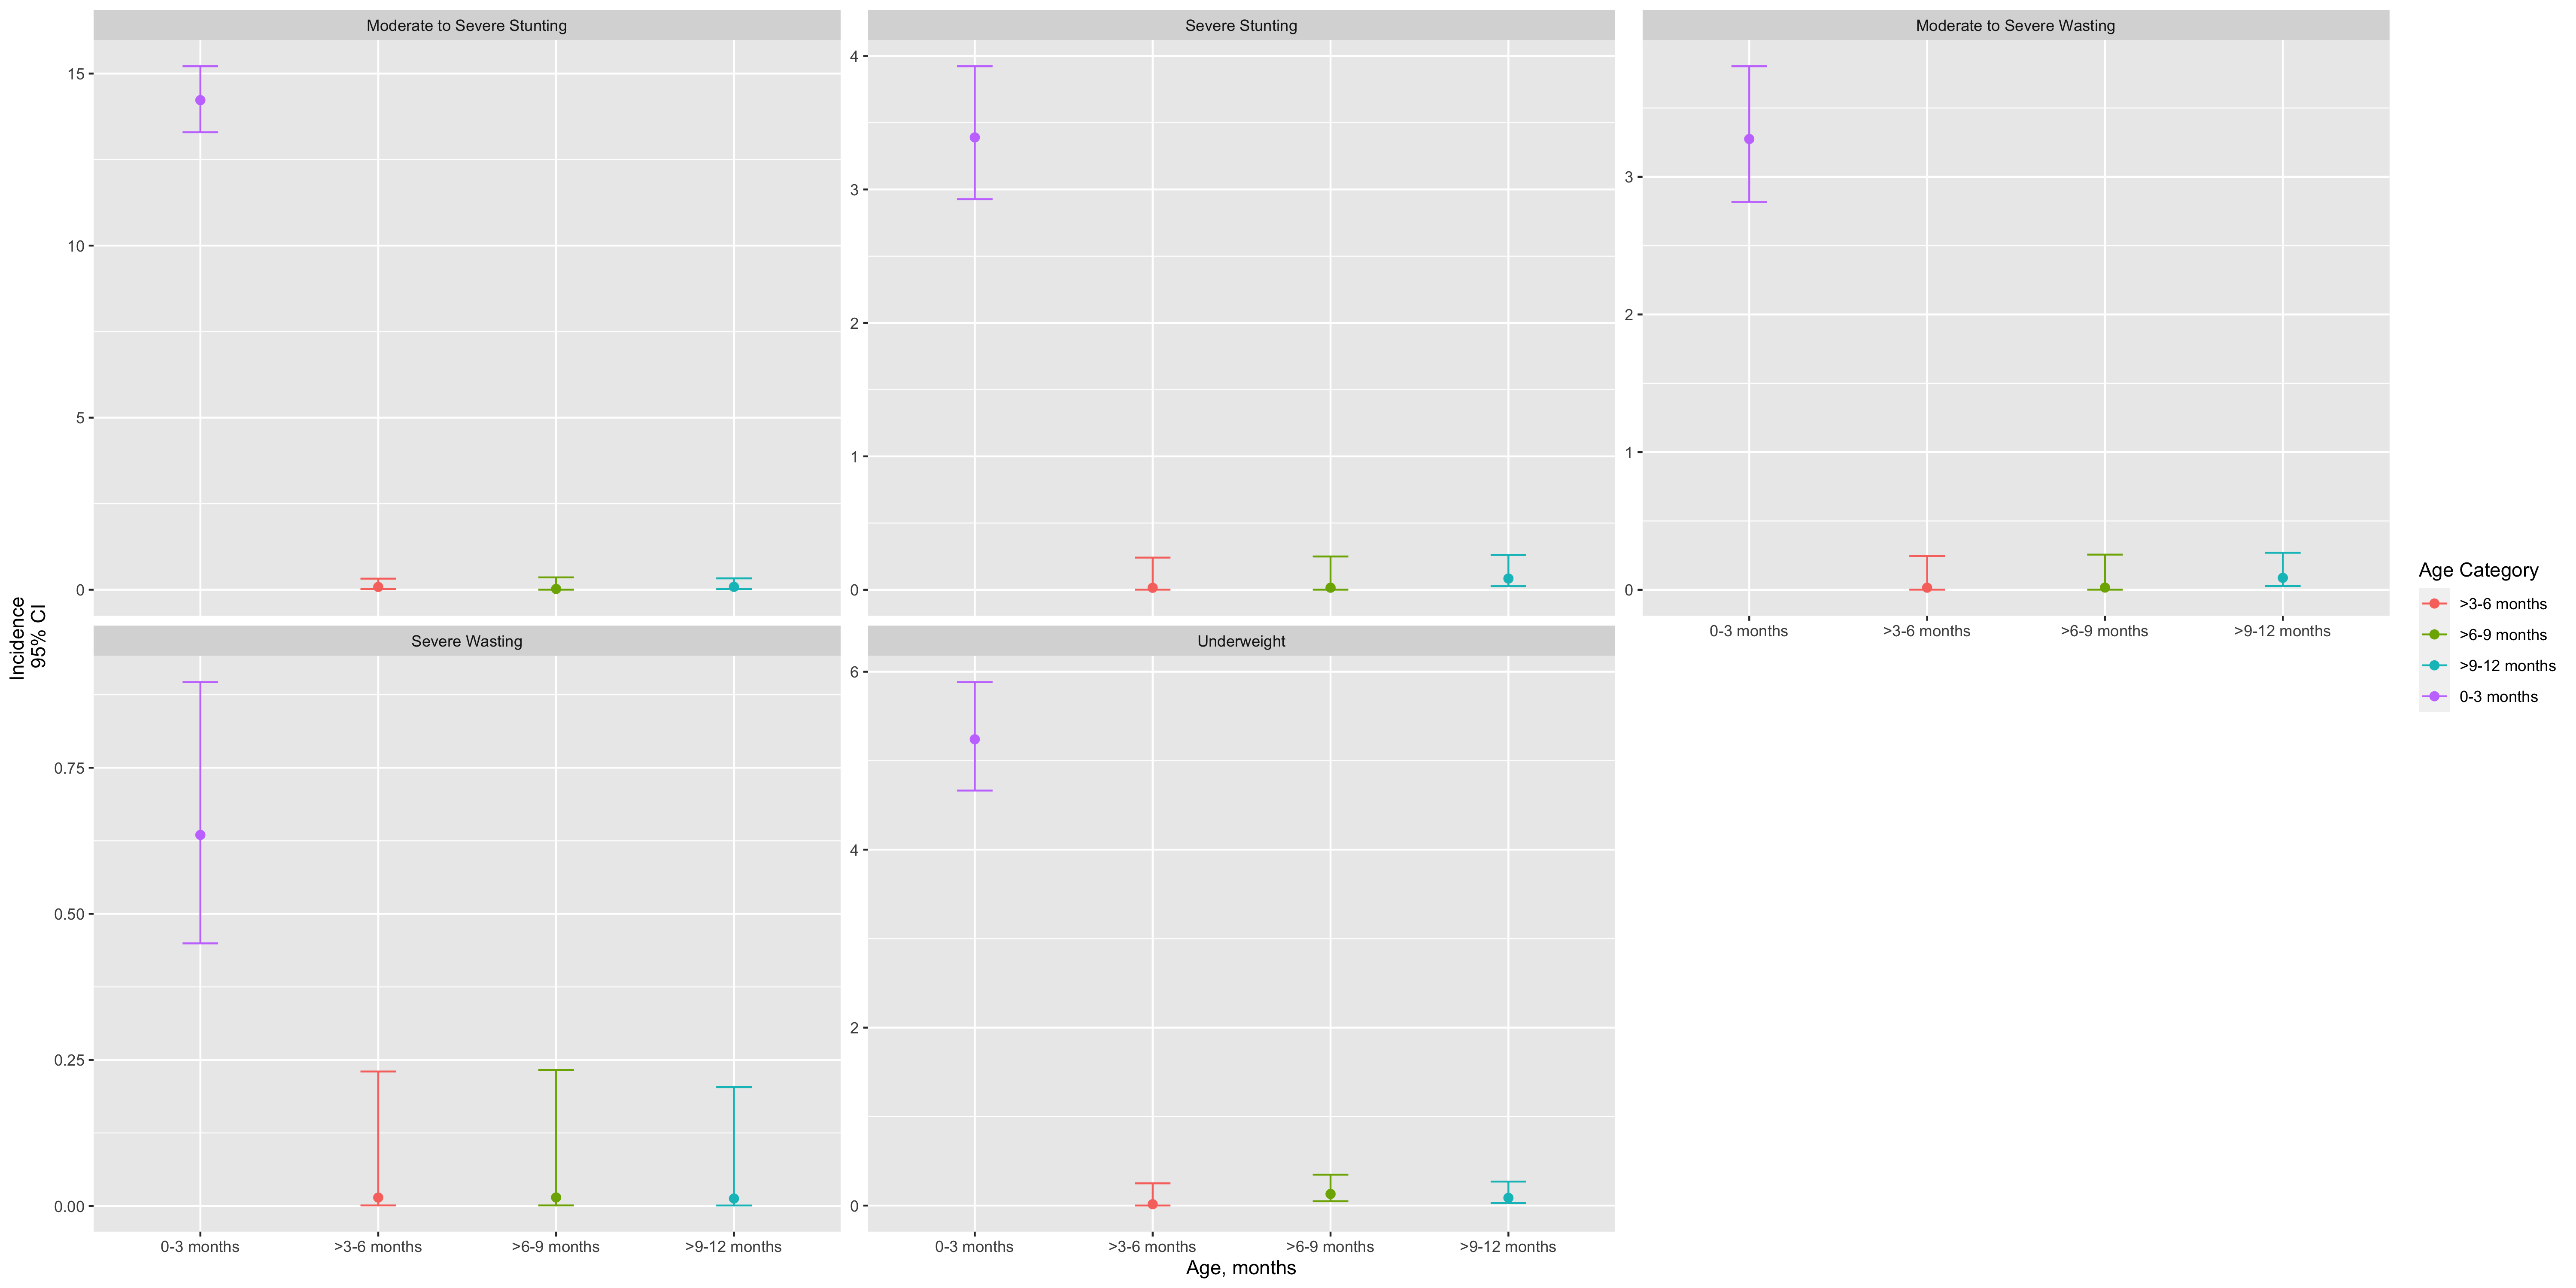 Moderate to Severe Stunting
Severe Stunting
Moderate to Severe Wasting
15
10
5
0
4
3
2
1
0
3
2
1
0
0-3 months
>3-6 months
>6-9 months
>9-12 months
Incidence
95% CI
Severe Wasting
Underweight
0.75
0.50
0.25
0.00
6
4
2
0
0-3 months
>3-6 months
>6-9 months
>9-12 months
0-3 months
>3-6 months
>6-9 months
>9-12 months
Age, months
Age Category
>3-6 months
>6-9 months
>9-12 months
0-3 months